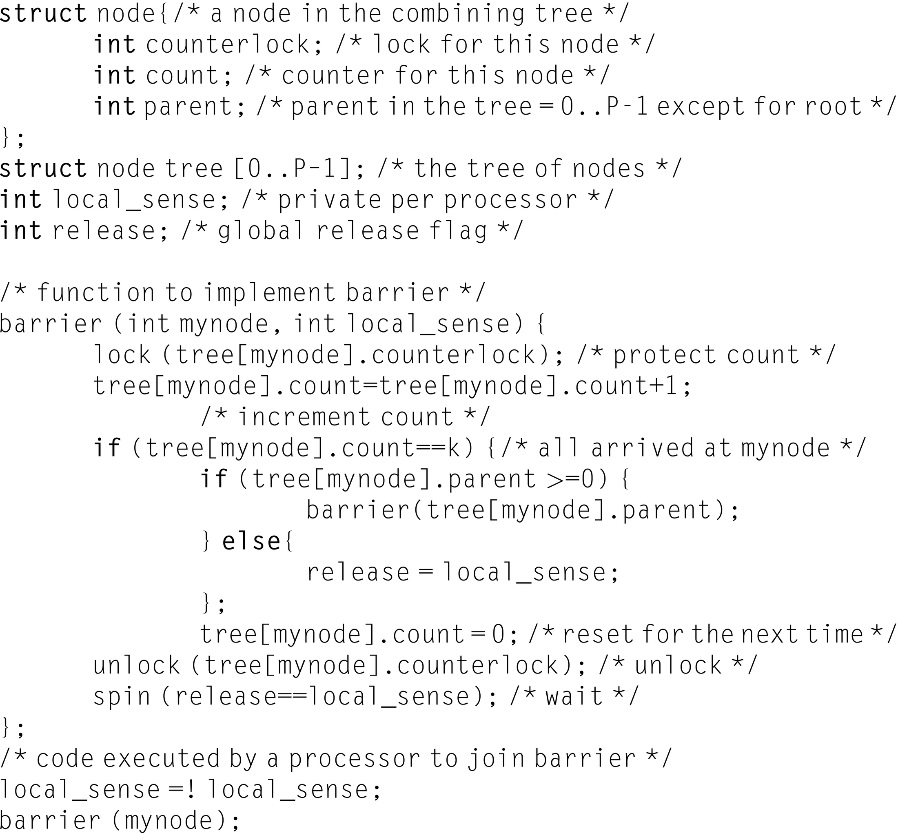 struct node{/* a node in the combining tree */
int counterlock; /* lock for this node */
int count; /* counter for this node */
int parent; /* parent in the tree = 0..P-1 except for root */
};
struct node tree [0..P-1]; /* the tree of nodes */
int local_sense; /* private per processor */
int release; /* global release flag */
/* function to implement barrier */
barrier (int mynode, int local_sense) {
lock (tree[mynode].counterlock); /* protect count */
tree[mynode].count=tree[mynode].count+1;
/* increment count */
if (tree[mynode].count==k) {/* all arrived at mynode */
if (tree[mynode].parent >=0) {
barrier(tree[mynode].parent);
} else{
release = local_sense;
};
tree[mynode].count = 0; /* reset for the next time */
unlock (tree[mynode].counterlock); /* unlock */
spin (release==local_sense); /* wait */
};
/* code executed by a processor to join barrier */
local_sense =! local_sense;
barrier (mynode);